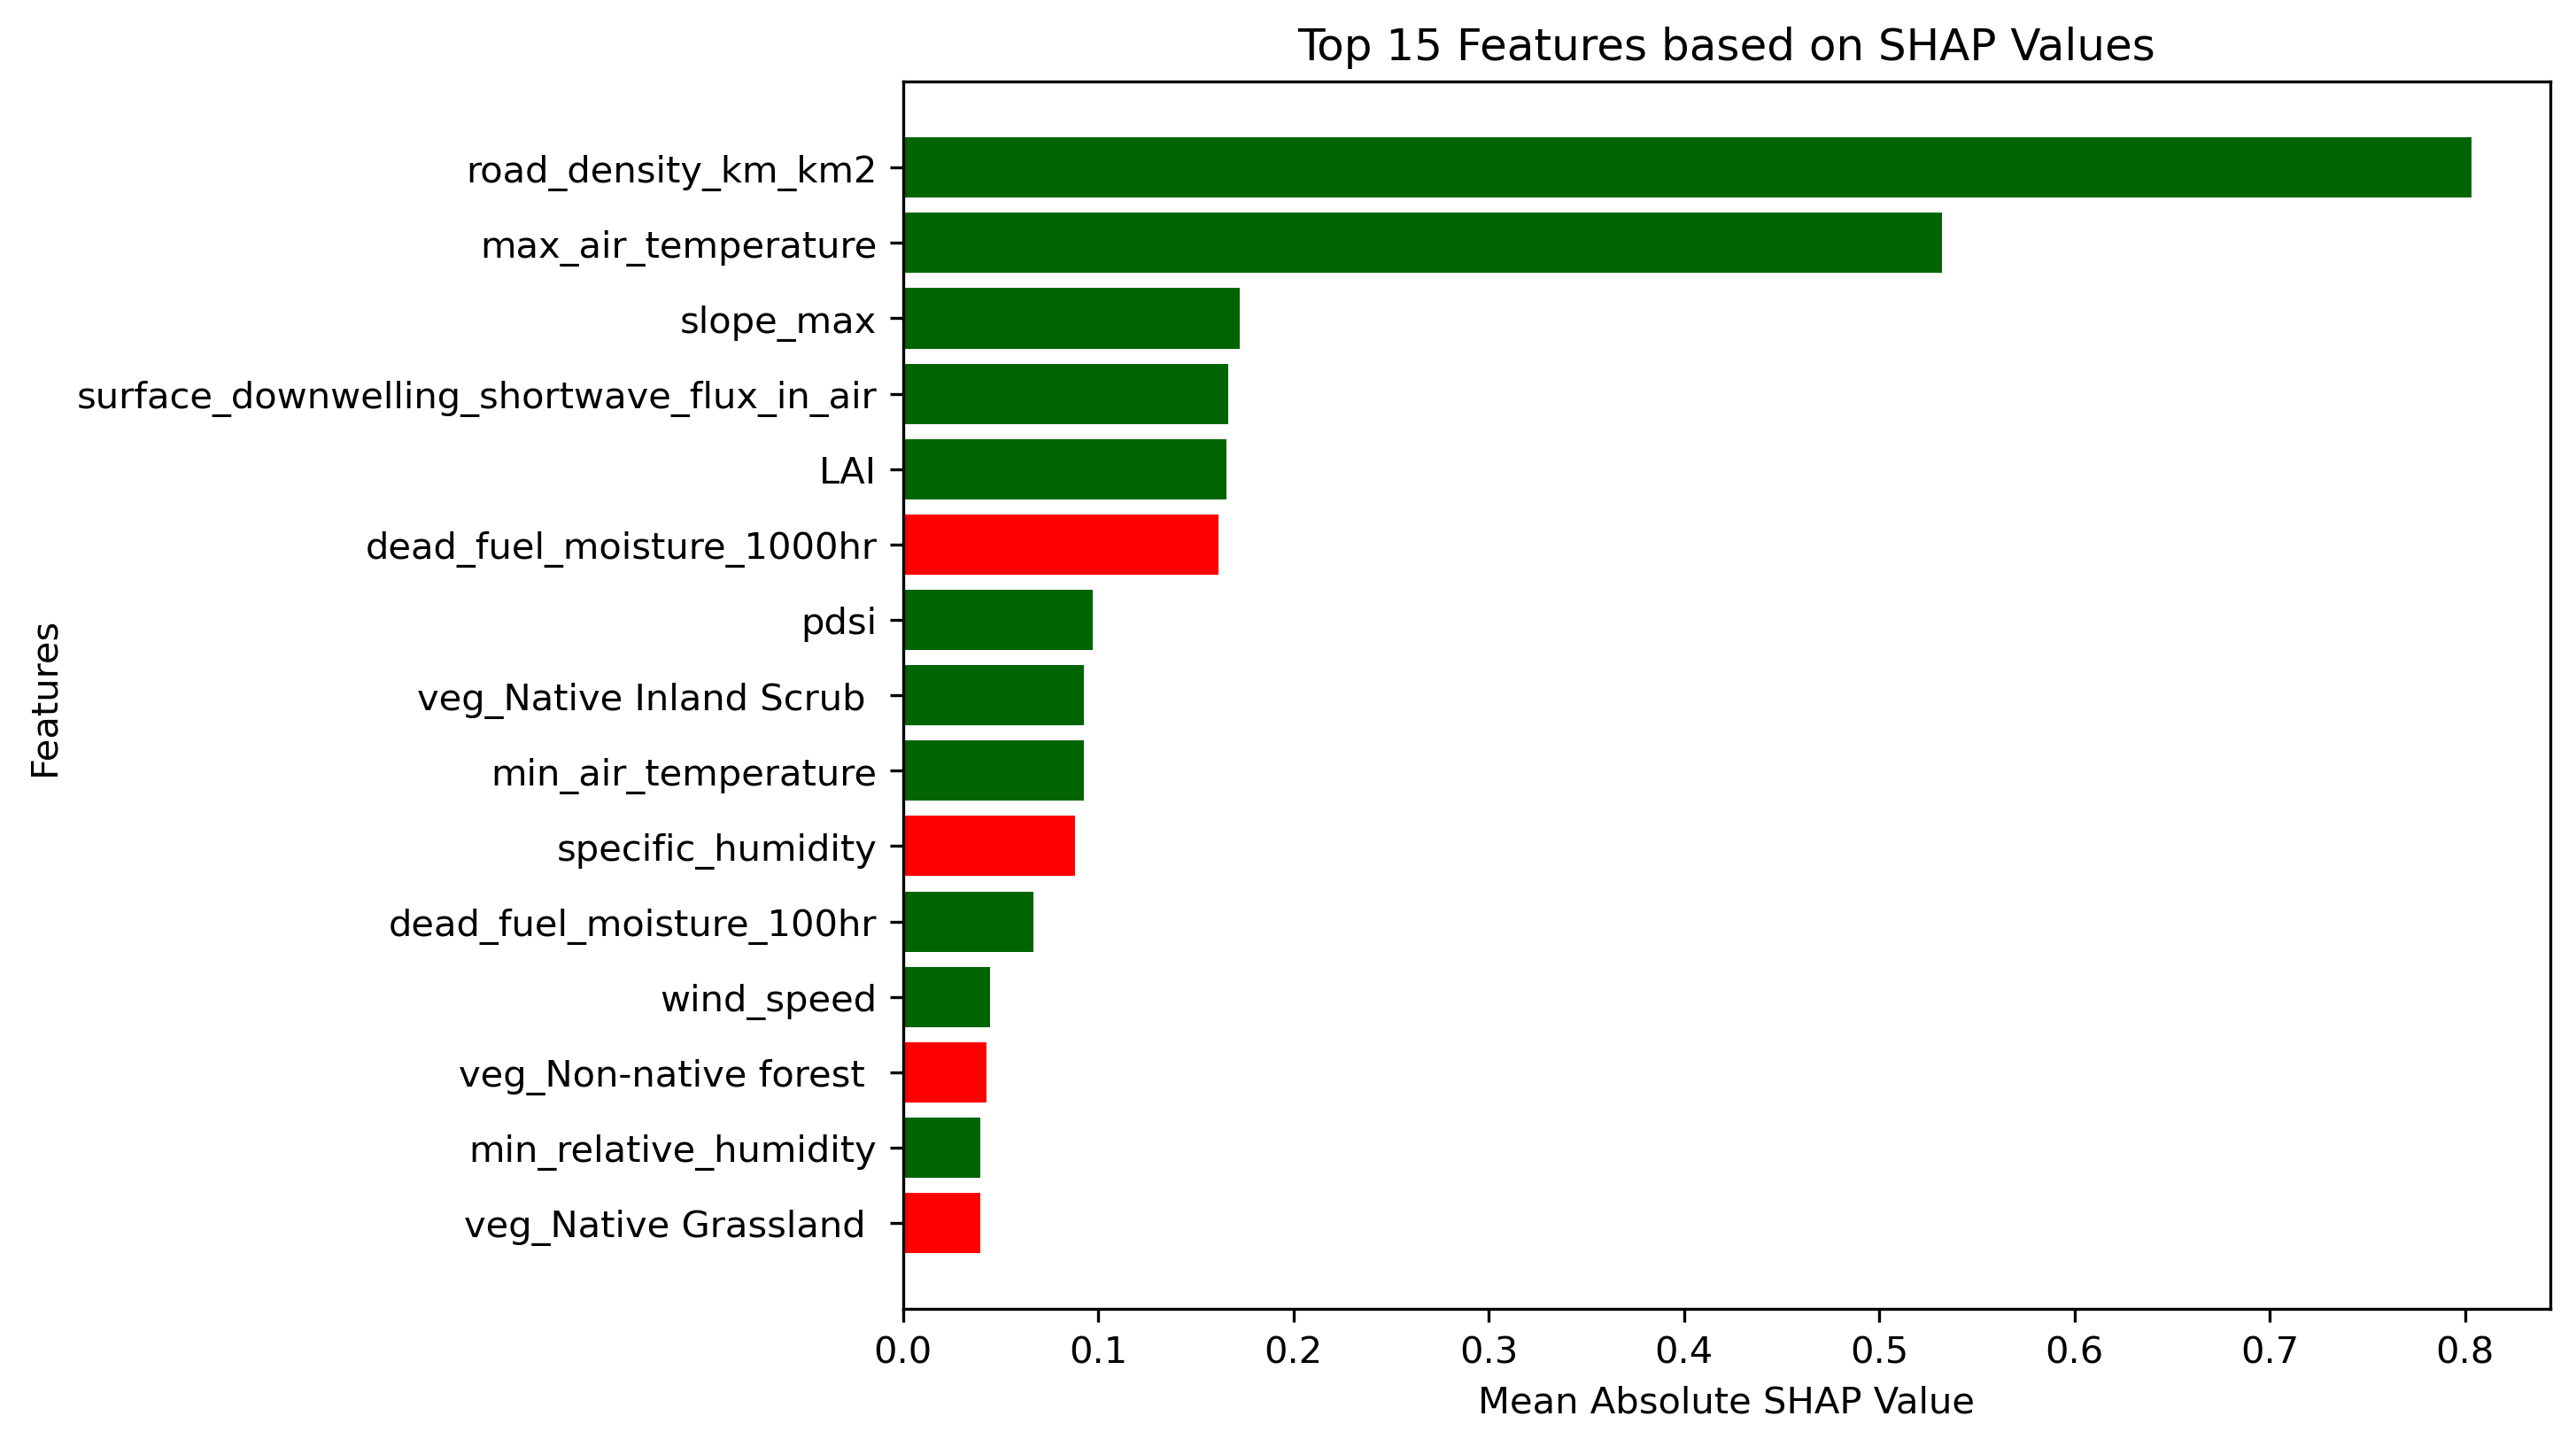 Top 15 Features based on SHAP Values
Features
road_density_km_km2
max_air_temperature
slope_max
surface_downwelling_shortwave_flux_in_air
LAI
dead_fuel_moisture_1000hr
pdsi
veg_Native Inland Scrub
min_air_temperature
specific_humidity
dead_fuel_moisture_100hr
wind_speed
veg_Non-native forest
min_relative_humidity
veg_Native Grassland
0.0 0.1 0.2 0.3 0.4 0.5 0.6 0.7 0.8
Mean Absolute SHAP Value